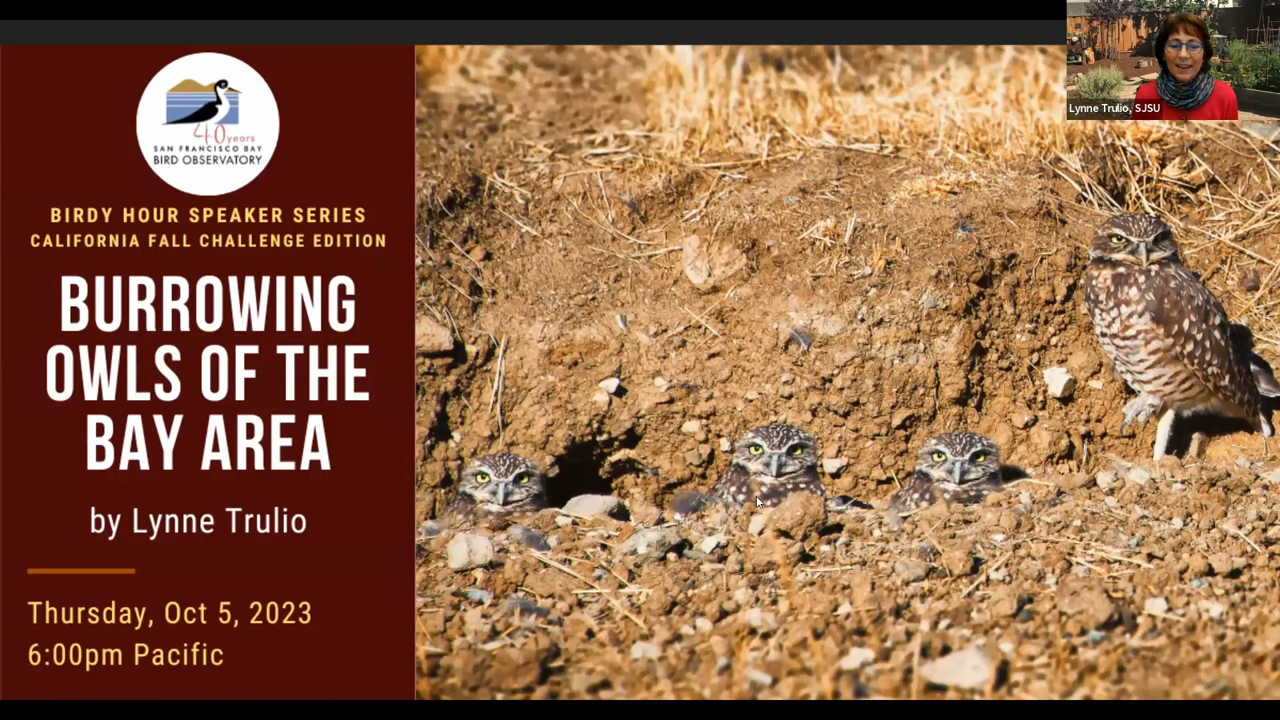 40 years
SAN FRANCISCO BAY
BIRD OBSERVATORY
BIRDY HOUR SPEAKER SERIES
CALIFORNIA FALL CHALLENGE EDITION
BURROWING
OWLS OF THE
BAY AREA
by Lynne Trulio
Thursday, Oct 5, 2023
6:00pm Pacific
Lynne Trulio, SJSU